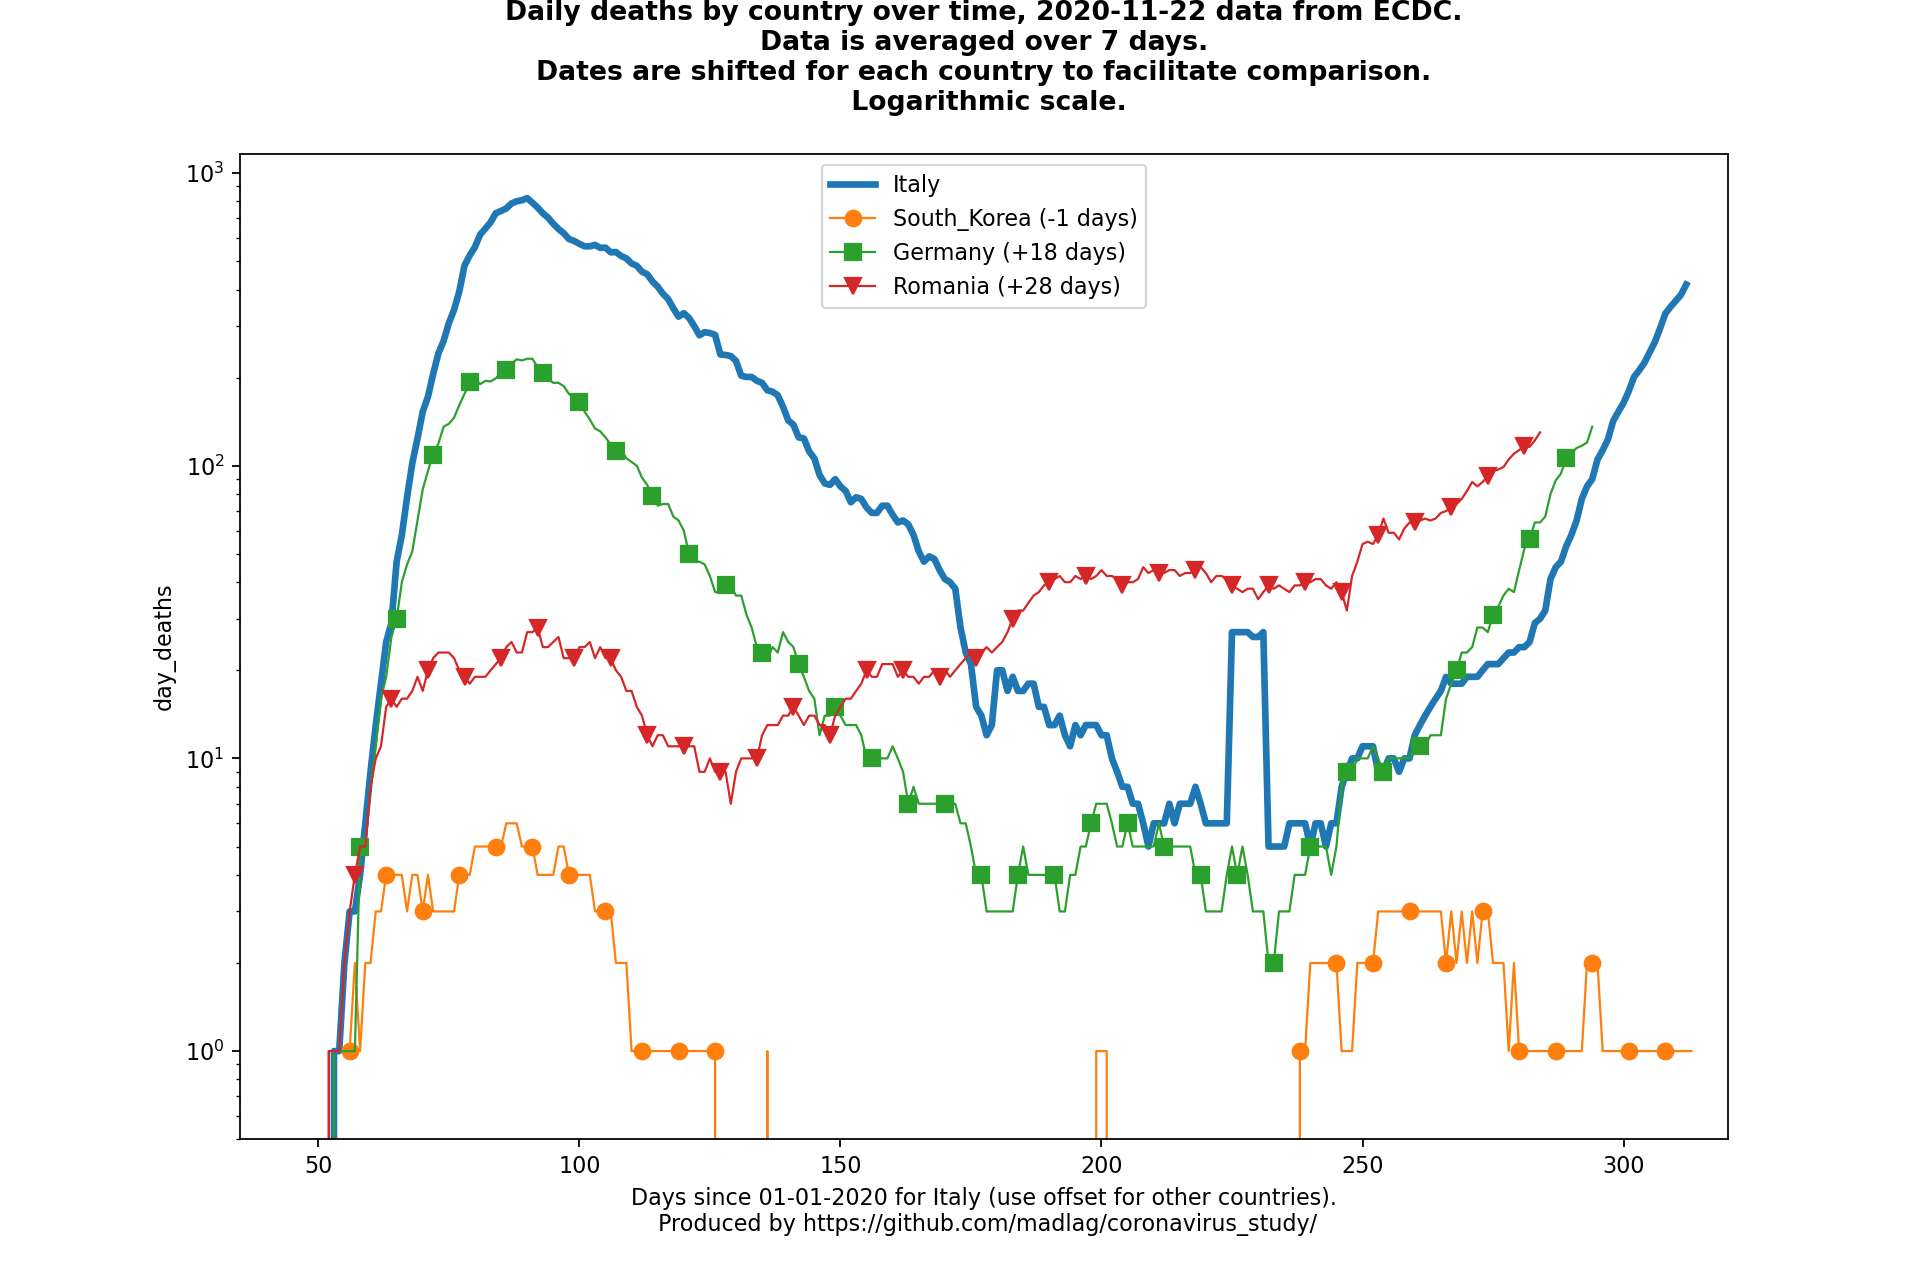 Daily deaths by country over time, 2020-11-22 data from ECDC.
Data is averaged over 7 days.
Dates are shifted for each country to facilitate comparison.
Logarithmic scale.
10³
10²
10¹
10⁰
day_deaths
Italy
South_Korea (-1 days)
Germany (+18 days)
Romania (+28 days)
50 100 150 200 250 300
Days since 01-01-2020 for Italy (use offset for other countries).
Produced by https://github.com/madlag/coronavirus_study/